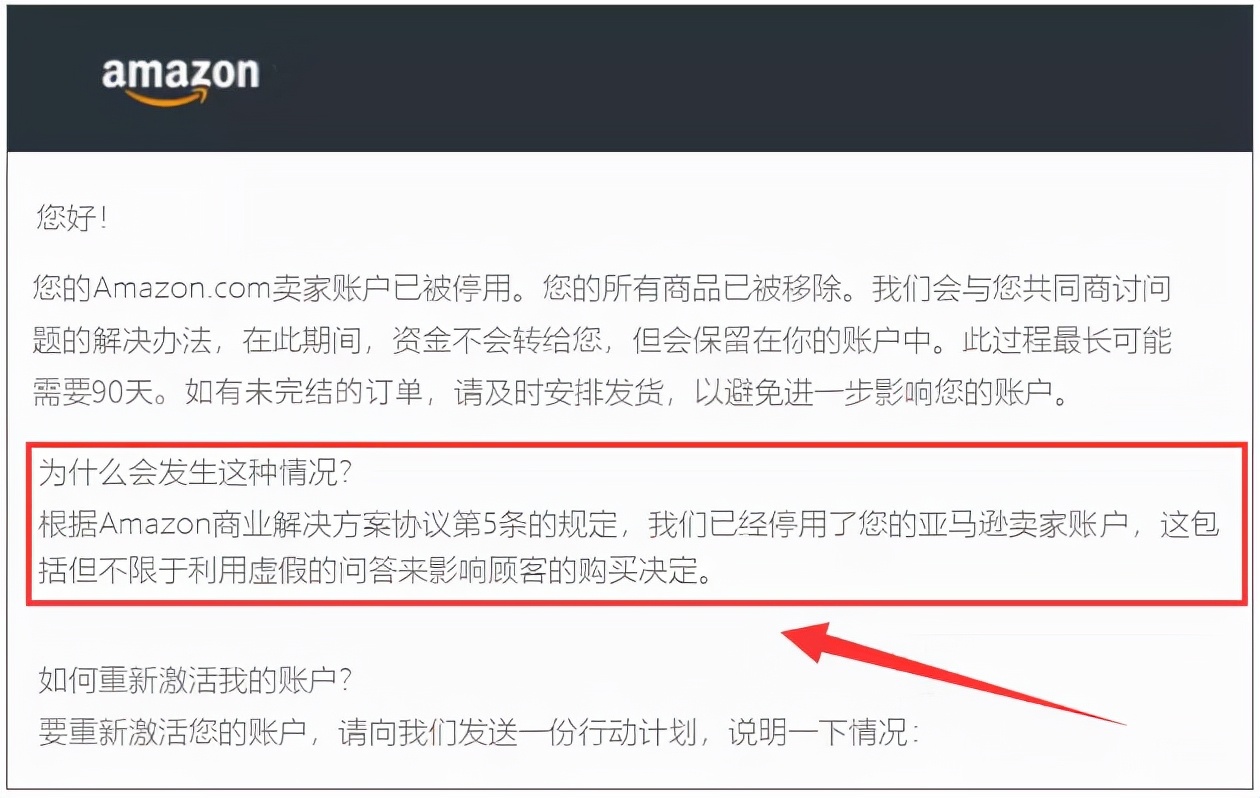 amazon
您好！
您的Amazon.com卖家账户已被停用。您的所有商品已被移除。我们会与您共同商讨问
题的解决办法，在此期间，资金不会转给您，但会保留在你的账户中。此过程最长可能
需要90天。如有未完结的订单，请及时安排发货，以避免进一步影响您的账户。
为什么会发生这种情况？
根据Amazon商业解决方案协议第5条的规定，我们已经停用了您的亚马逊卖家账户，这包
括但不限于利用虚假的问答来影响顾客的购买决定。
如何重新激活我的账户？
要重新激活您的账户，请向我们发送一份行动计划，说明一下情况：